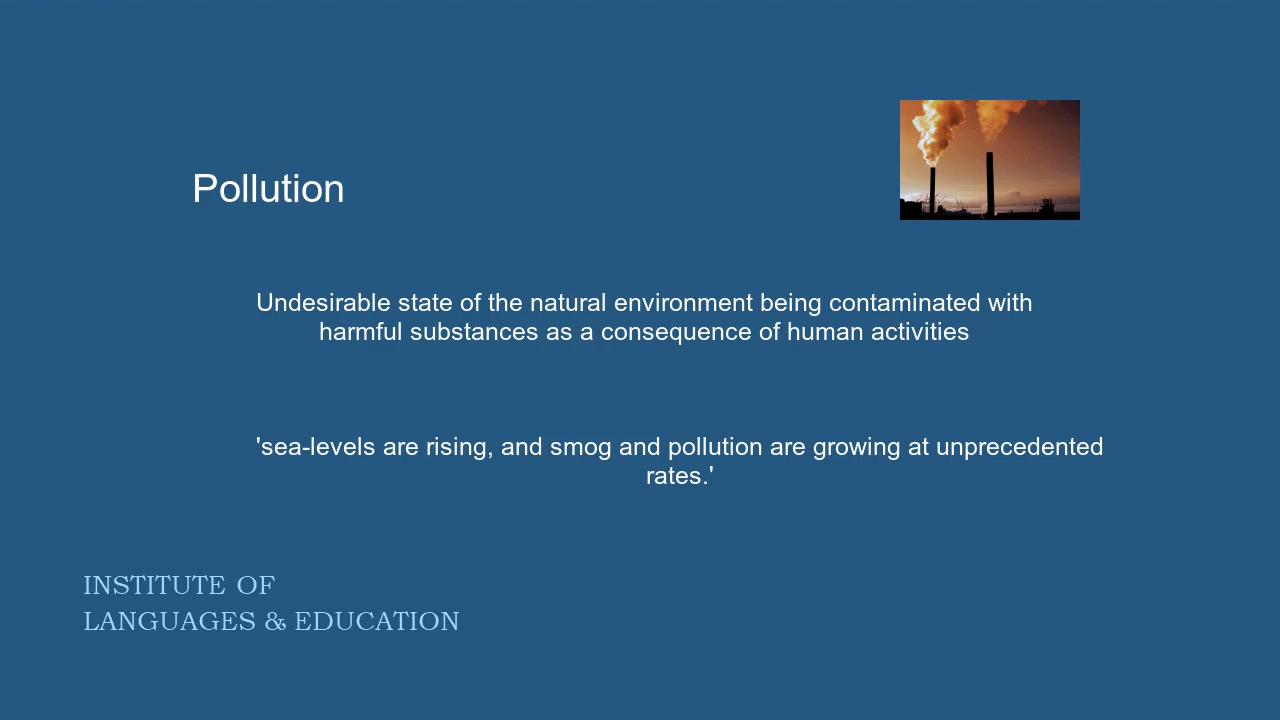 Pollution
Undesirable state of the natural environment being contaminated with
harmful substances as a consequence of human activities
'sea-levels are rising, and smog and pollution are growing at unprecedented
rates.'
INSTITUTE OF
LANGUAGES & EDUCATION